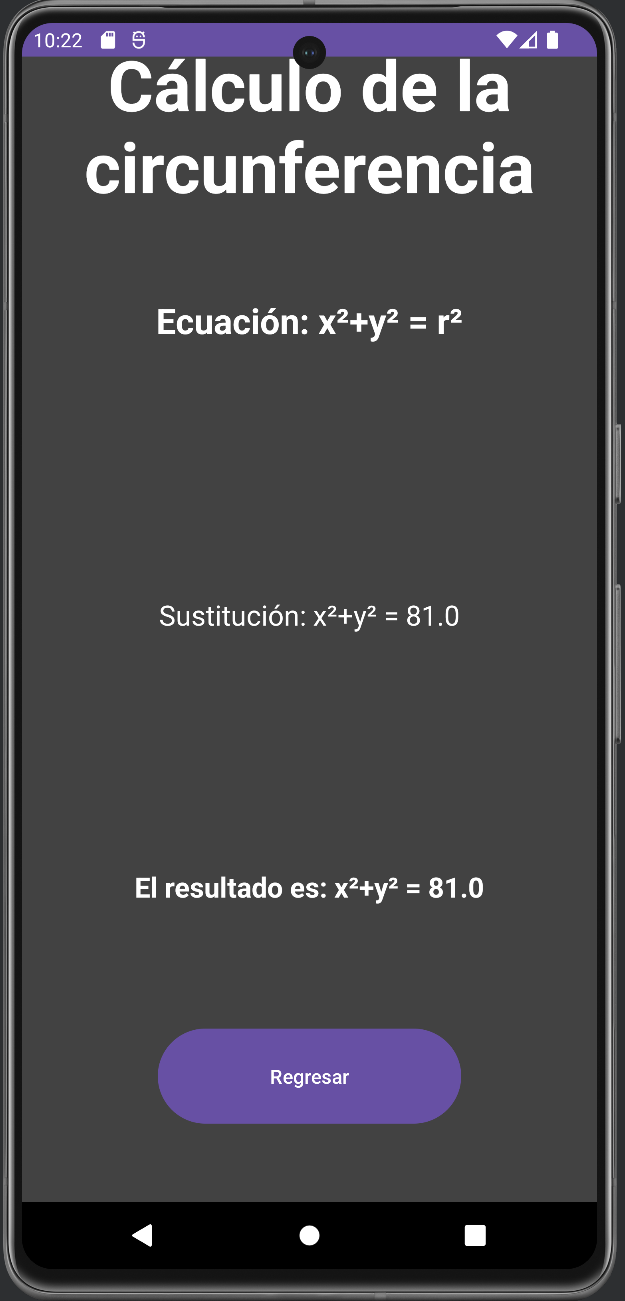 10:22
Cálculo de la
circunferencia
Ecuación: x²+y² = r²
Sustitución: x²+y² = 81.0
El resultado es: x²+y² = 81.0
Regresar